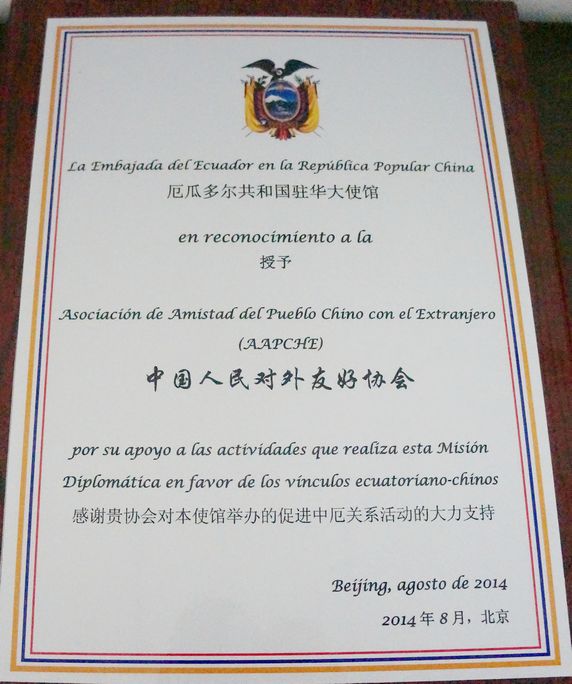 La Embajada del Ecuador en la República Popular China
厄瓜多尔共和国驻华大使馆
en reconocimiento a la
授予
Asociación de Amistad del Pueblo Chino con el Extranjero
(AAPCHE)
中国人民对外友好协会
por su apoyo a las actividades que realiza esta Misión
Diplomática en favor de los vínculos ecuatoriano-chinos
感谢贵协会对本使馆举办的促进中厄关系活动的大力支持
Beijing, agosto de 2014
2014年8月，北京